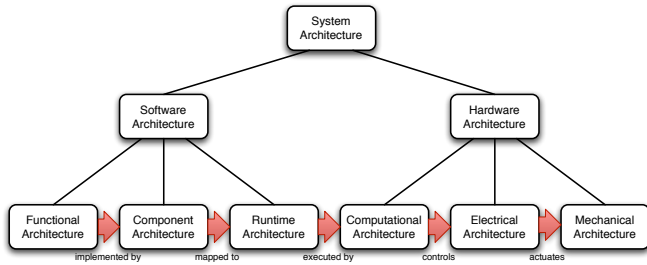 System
Architecture
Software
Architecture
Hardware
Architecture
Functional
Architecture
Component
Architecture
Runtime
Architecture
Computational
Architecture
Electrical
Architecture
Mechanical
Architecture
implemented by
mapped to
executed by
controls
actuates